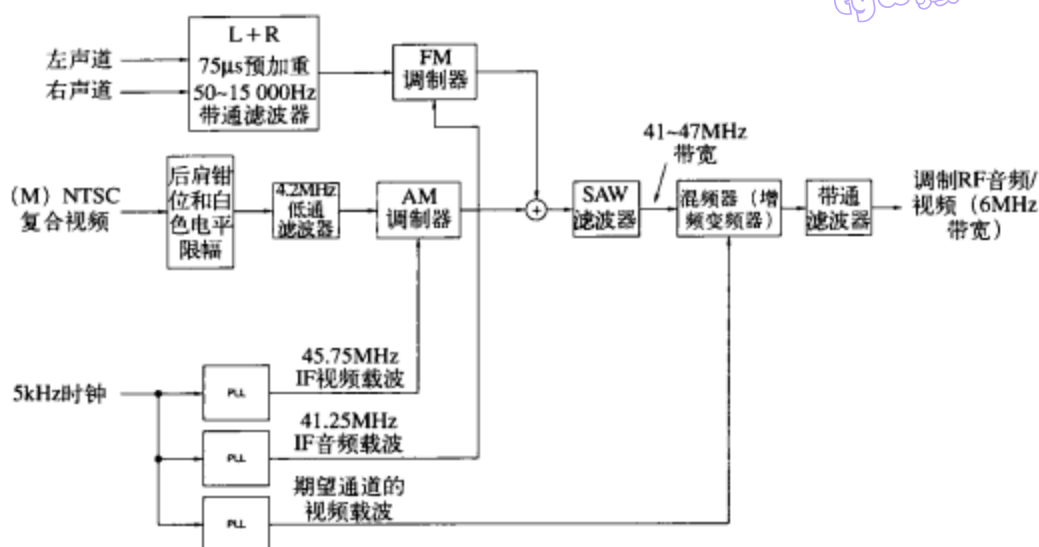 左声道
右声道
L+R
75μs预加重
50~15 000Hz
带通滤波器
FM
调制器
41~47MHz
带宽
(M) NTSC
复合视频
后肩钳
位和白
色电平
限幅
4.2MHz
低通
滤波器
AM
调制器
+
SAW
滤波器
混频器（增
频变频器）
带通
滤波器
调制RF音频/
视频（6MHz
带宽）
5kHz时钟
PLL
45.75MHz
IF视频载波
PLL
41.25MHz
IF音频载波
PLL
期望通道的
视频载波